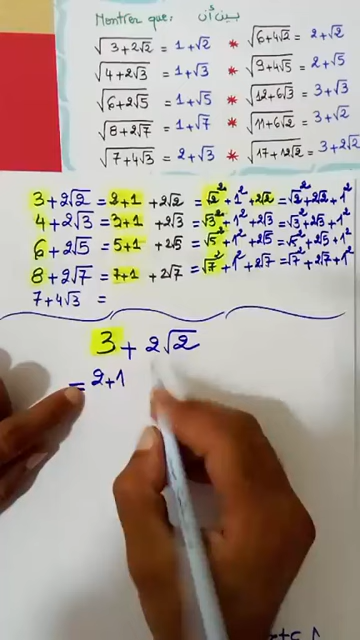 Montrer que: بين أن
√3+2√2 = 1+√2 * √6+4√2 = 2+√2
√4+2√3 = 1+√3 * √9+4√5 = 2+√5
√6+2√5 = 1+√5 * √12+6√3 = 3+√3
√8+2√7 = 1+√7 * √11+6√2 = 3+√2
√7+4√3 = 2+√3 * √17+12√2 = 3+2√2
3+2√2 = 2+1 +2√2 = √2²+1²+2√2 = √2²+2√2+1²
4+2√3 = 3+1 +2√3 = √3²+1²+2√3 = √3²+2√3+1²
6+2√5 = 5+1 +2√5 = √5²+1²+2√5 = √5²+2√5+1²
8+2√7 = 7+1 +2√7 = √7²+1²+2√7 = √7²+2√7+1²
7+4√3 =
3+2√2
= 2+1